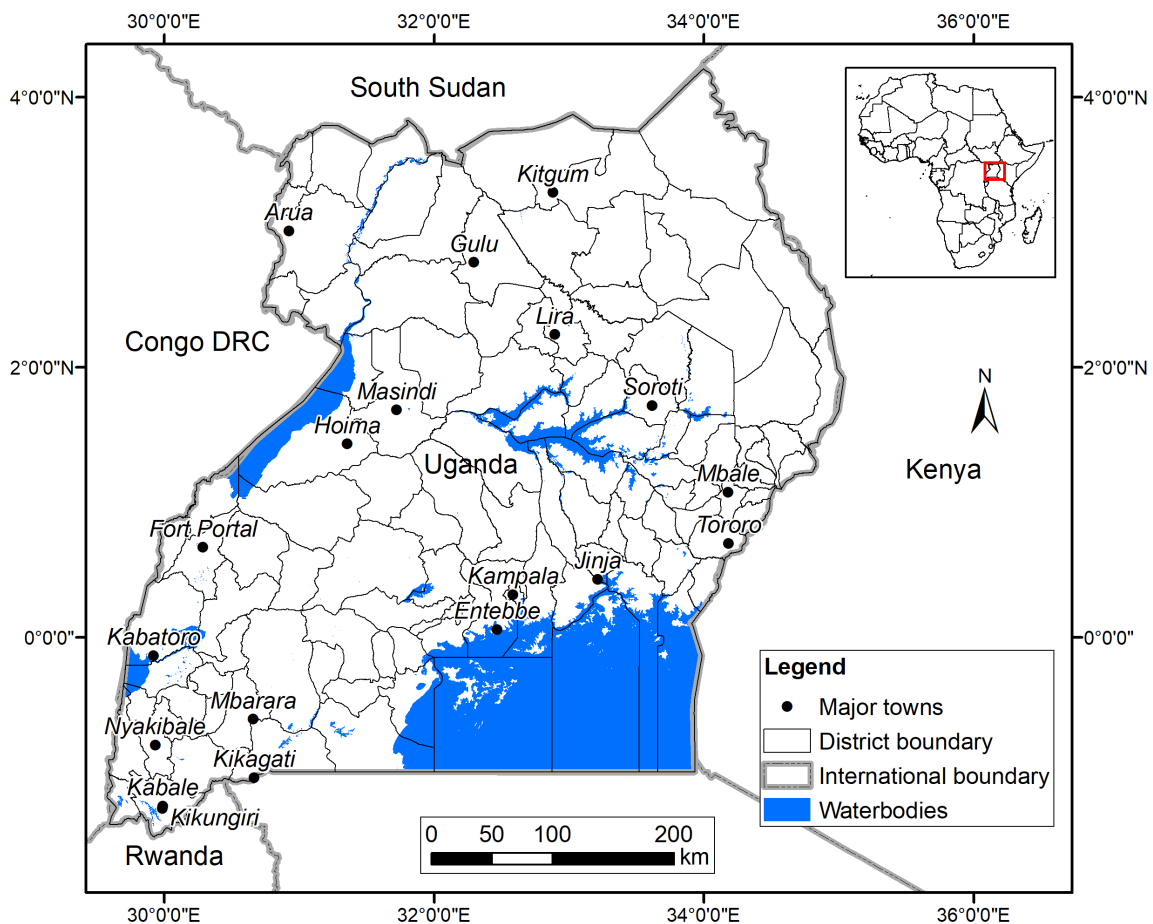 30°0'0"E 32°0'0"E 34°0'0"E 36°0'0"E
South Sudan
4°0'0"N 4°0'0"N
Kitgum
Arua
Gulu
Lira
Congo DRC
2°0'0"N 2°0'0"N
Masindi
Soroti
N
Hoima
Uganda
Kenya
Mbale
Fort Portal
Tororo
Jinja
Kampala
Entebbe
Kabatoro
0°0'0" 0°0'0"
Legend
Major towns
District boundary
International boundary
Waterbodies
Mbarara
Nyakibale
Kikagati
Kabale
Kikungiri
Rwanda
0 50 100 200
km
30°0'0"E 32°0'0"E 34°0'0"E 36°0'0"E